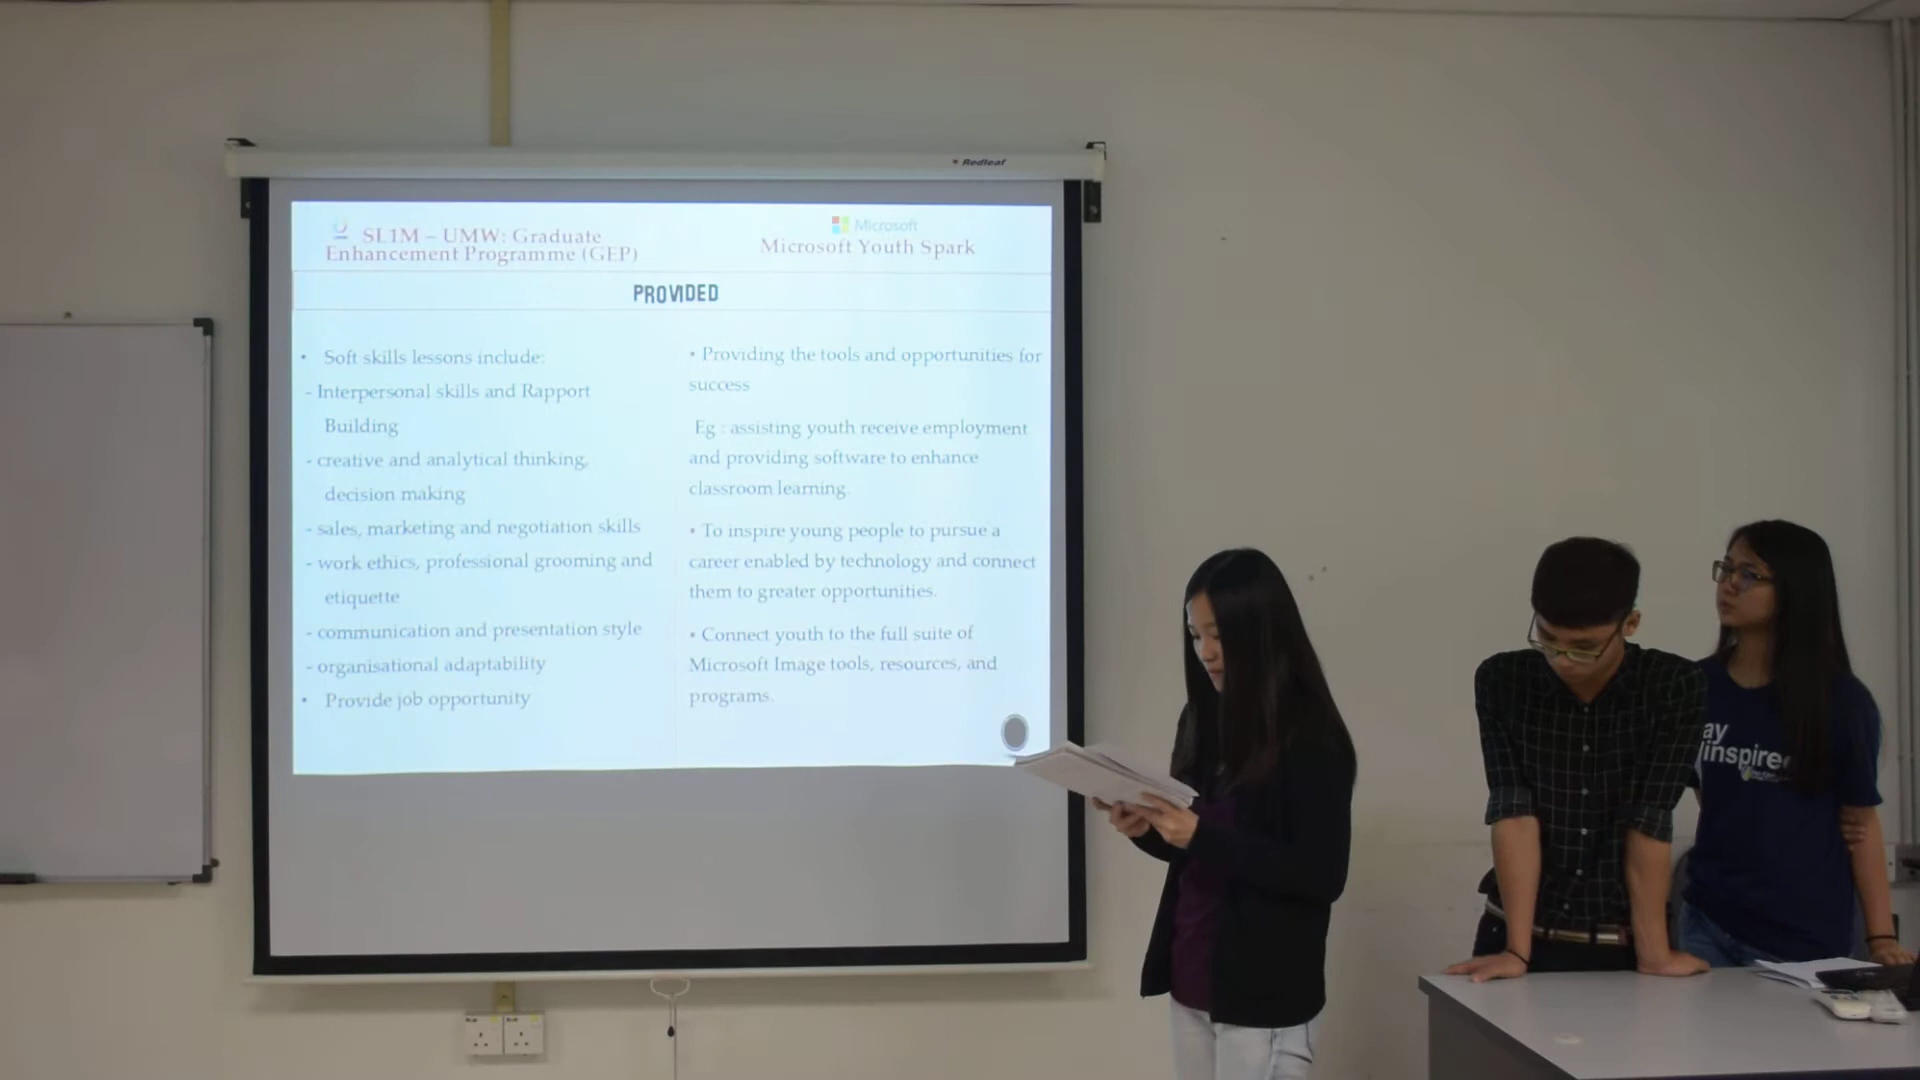 Redleaf
SL1M – UMW: Graduate
Enhancement Programme (GEP)
Microsoft
Microsoft Youth Spark
PROVIDED
• Soft skills lessons include:
- Interpersonal skills and Rapport
Building
- creative and analytical thinking,
decision making
- sales, marketing and negotiation skills
- work ethics, professional grooming and
etiquette
- communication and presentation style
- organisational adaptability
• Provide job opportunity
• Providing the tools and opportunities for
success
Eg : assisting youth receive employment
and providing software to enhance
classroom learning.
• To inspire young people to pursue a
career enabled by technology and connect
them to greater opportunities.
• Connect youth to the full suite of
Microsoft Image tools, resources, and
programs.
ay
inspire